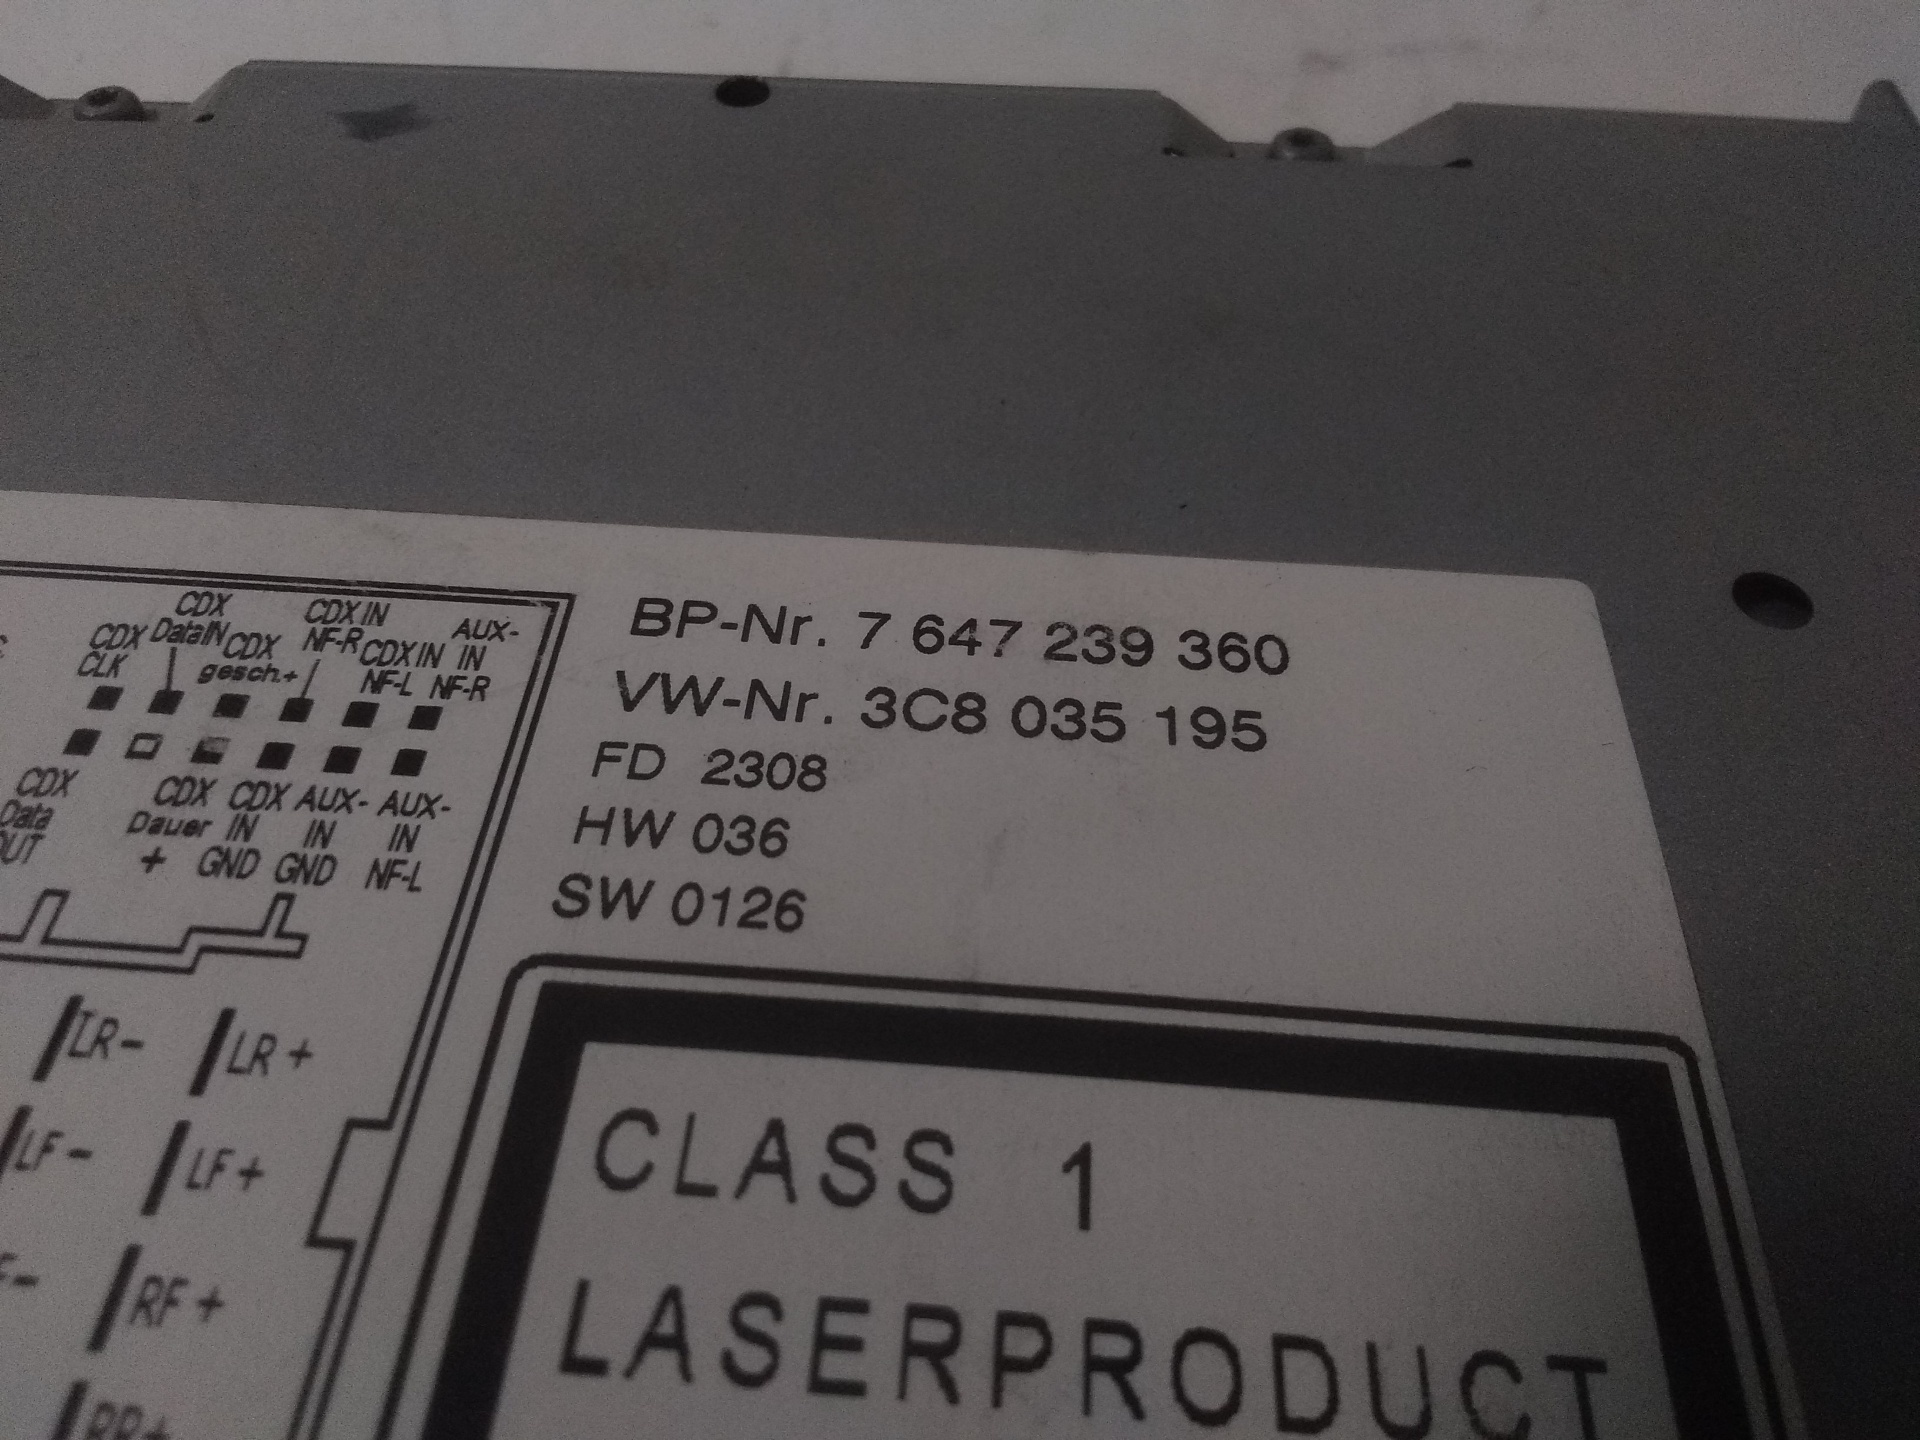 BP-Nr. 7 647 239 360
VW-Nr. 3C8 035 195
FD 2308
HW 036
SW 0126
CDX CLK
CDX DataIN
CDX gesch.+
CDX IN NF-R
CDX IN NF-L
AUX-IN NF-R
CDX Data OUT
CDX Dauer +
CDX IN GND
AUX-IN GND
AUX-IN NF-L
LR- LR+
LF- LF+
RF+
RR+
CLASS 1
LASERPRODUCT